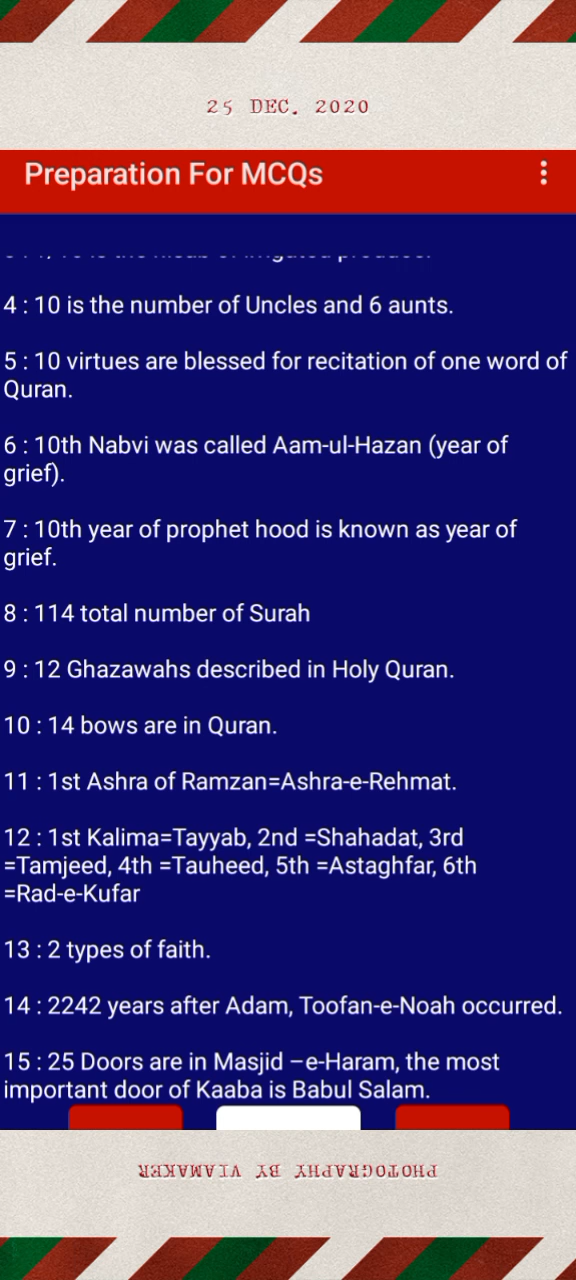 25 DEC. 2020
Preparation For MCQs
4 : 10 is the number of Uncles and 6 aunts.
5 : 10 virtues are blessed for recitation of one word of
Quran.
6 : 10th Nabvi was called Aam-ul-Hazan (year of
grief).
7 : 10th year of prophet hood is known as year of
grief.
8 : 114 total number of Surah
9 : 12 Ghazawahs described in Holy Quran.
10 : 14 bows are in Quran.
11 : 1st Ashra of Ramzan=Ashra-e-Rehmat.
12 : 1st Kalima=Tayyab, 2nd =Shahadat, 3rd
=Tamjeed, 4th =Tauheed, 5th =Astaghfar, 6th
=Rad-e-Kufar
13 : 2 types of faith.
14 : 2242 years after Adam, Toofan-e-Noah occurred.
15 : 25 Doors are in Masjid –e-Haram, the most
important door of Kaaba is Babul Salam.
PHOTOGRAPHY BY VIAMAKER